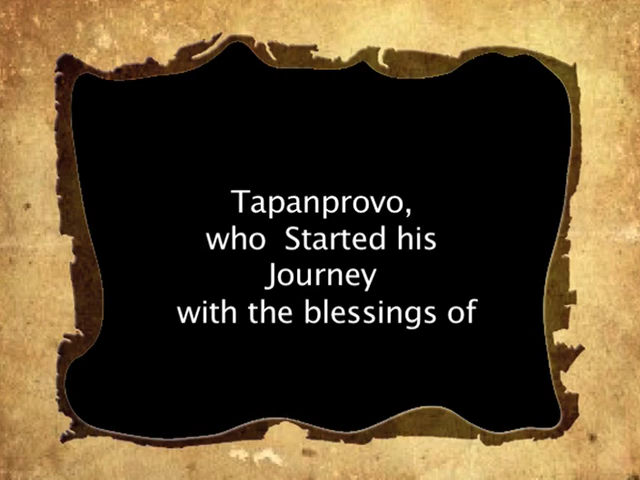 Tapanprovo,
who Started his
Journey
with the blessings of